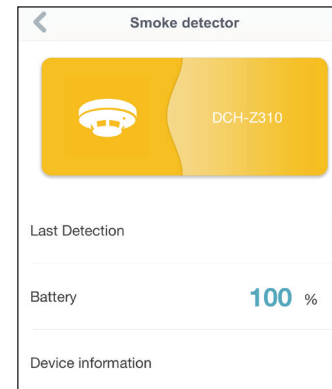 Smoke detector
DCH-Z310
Last Detection
Battery 100 %
Device information